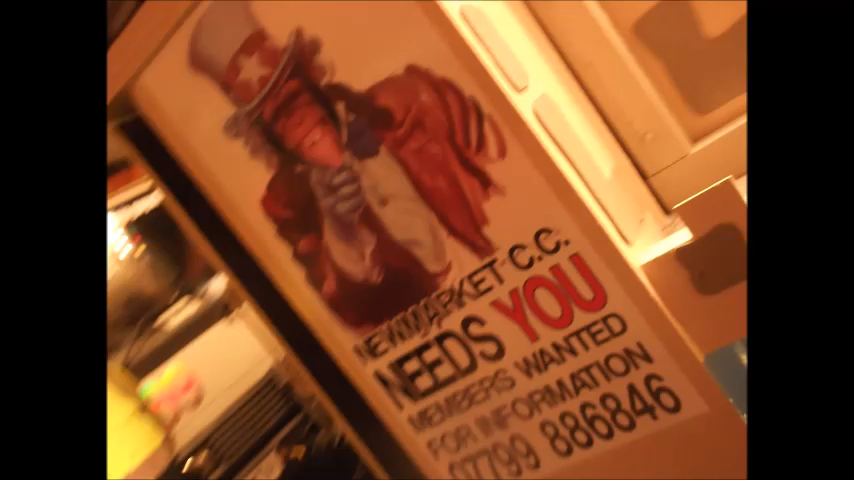 NEWMARKET C.C.
NEEDS YOU
MEMBERS WANTED
FOR INFORMATION
07799 886846